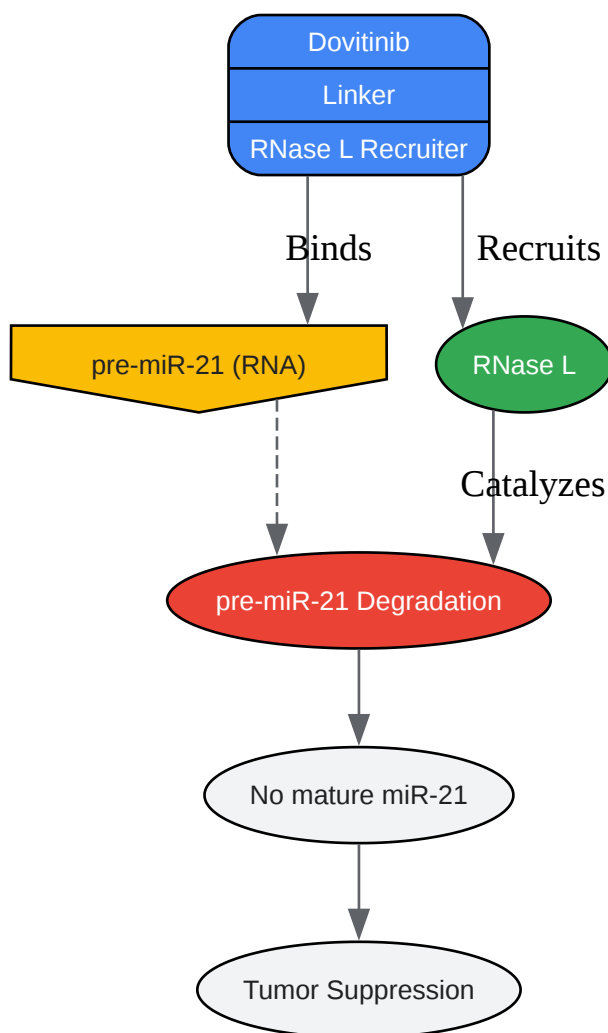 Dovitinib
Linker
RNase L Recruiter
Binds
Recruits
pre-miR-21 (RNA)
RNase L
Catalyzes
pre-miR-21 Degradation
No mature miR-21
Tumor Suppression